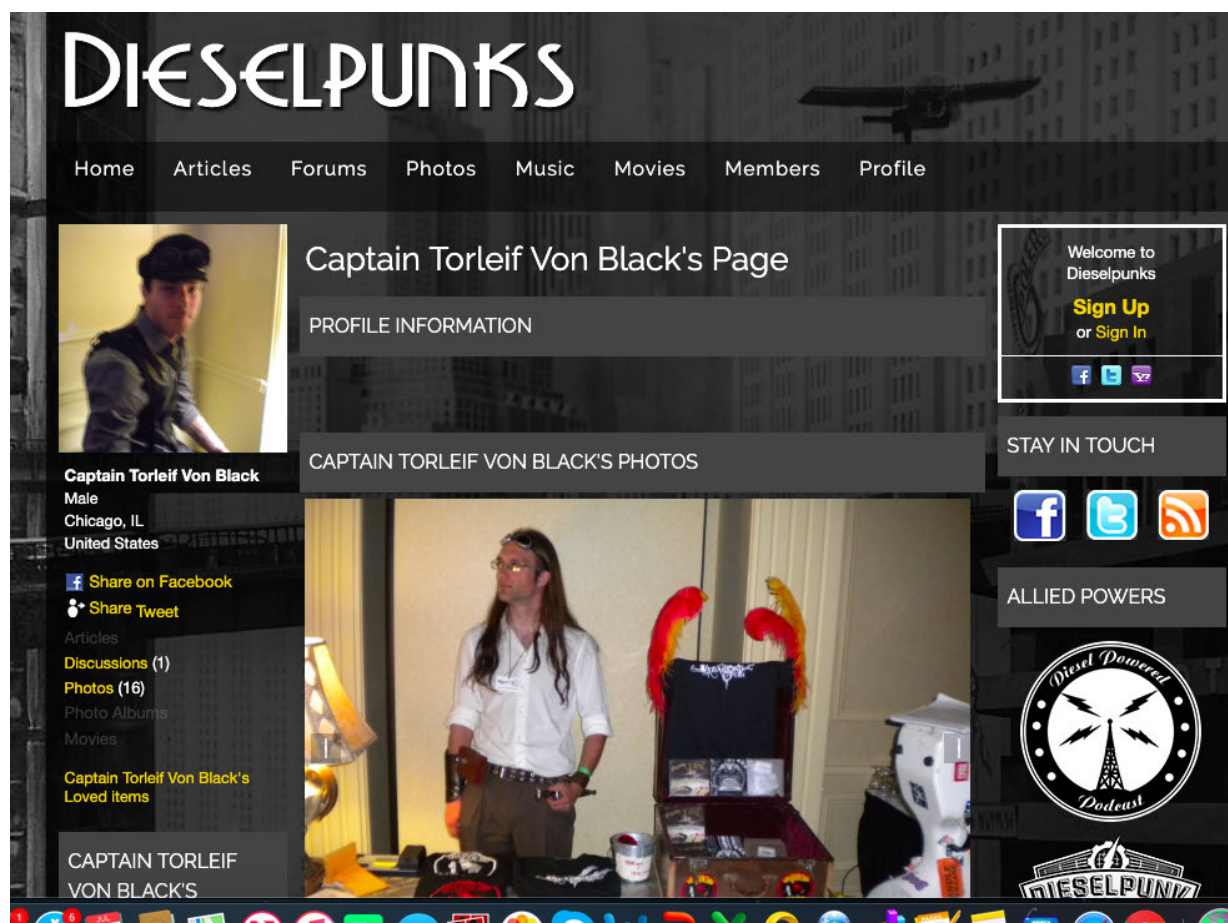 DIESELPUNKS
Home Articles Forums Photos Music Movies Members Profile
Captain Torleif Von Black
Male
Chicago, IL
United States
Share on Facebook
Share Tweet
Articles
Discussions (1)
Photos (16)
Photo Albums
Movies
Captain Torleif Von Black's
Loved items
CAPTAIN TORLEIF
VON BLACK'S
Captain Torleif Von Black's Page
PROFILE INFORMATION
CAPTAIN TORLEIF VON BLACK'S PHOTOS
Welcome to
Dieselpunks
Sign Up
or Sign In
STAY IN TOUCH
ALLIED POWERS
Diesel Powered
Podcast
DIESELPUNK